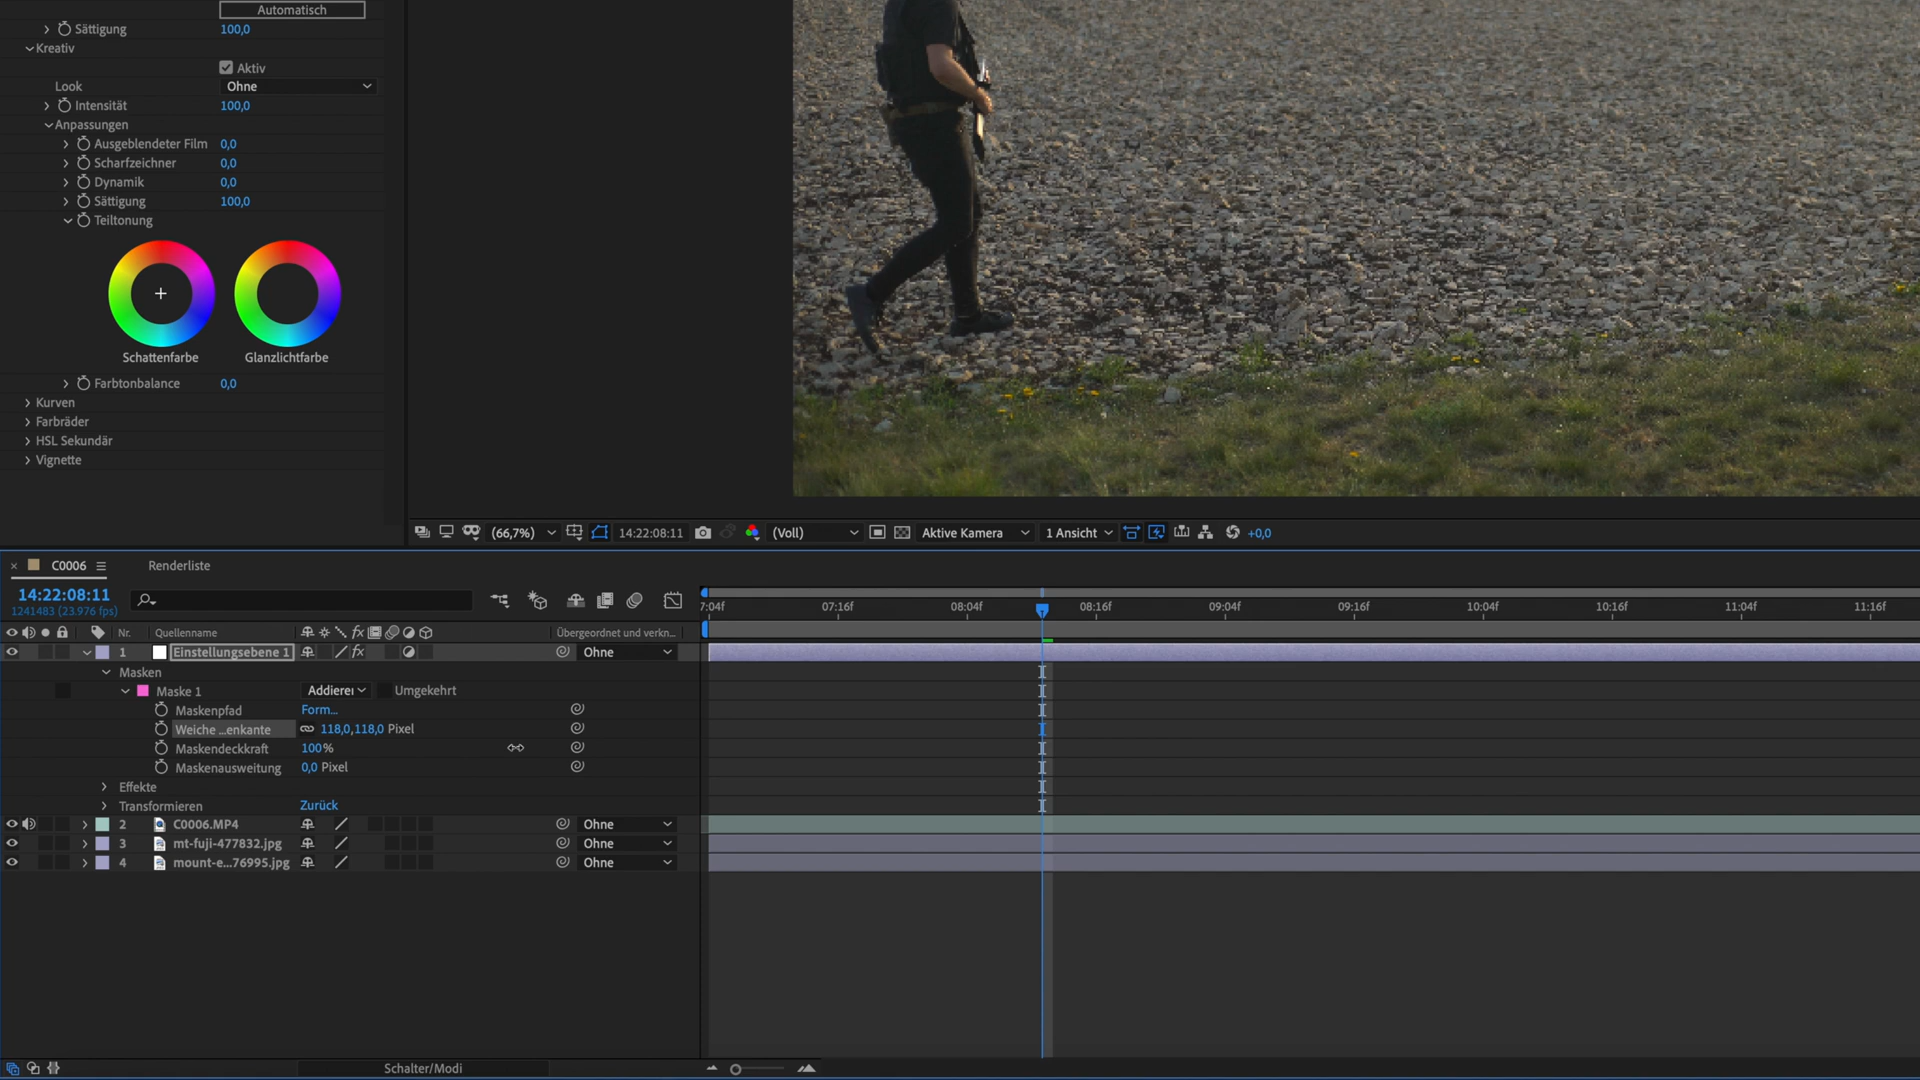 Automatisch
Sättigung 100,0
Kreativ
Aktiv
Look Ohne
Intensität 100,0
Anpassungen
Ausgeblendeter Film 0,0
Scharfzeichner 0,0
Dynamik 0,0
Sättigung 100,0
Teiltonung
Schattenfarbe Glanzlichtfarbe
Farbtonbalance 0,0
Kurven
Farbräder
HSL Sekundär
Vignette
(66,7%) 14:22:08:11 (Voll) Aktive Kamera 1 Ansicht +0,0
C0006 Renderliste
14:22:08:11
1241483 (23.976 fps)
7:04f 07:16f 08:04f 08:16f 09:04f 09:16f 10:04f 10:16f 11:04f 11:16f
Nr. Quellenname fx Übergeordnet und verkn...
1 Einstellungsebene 1 fx Ohne
Masken
Maske 1 Addierei Umgekehrt
Maskenpfad Form...
Weiche ...enkante 118,0,118,0 Pixel
Maskendeckkraft 100%
Maskenausweitung 0,0 Pixel
Effekte
Transformieren Zurück
2 C0006.MP4 Ohne
3 mt-fuji-477832.jpg Ohne
4 mount-e...76995.jpg Ohne
Schalter/Modi